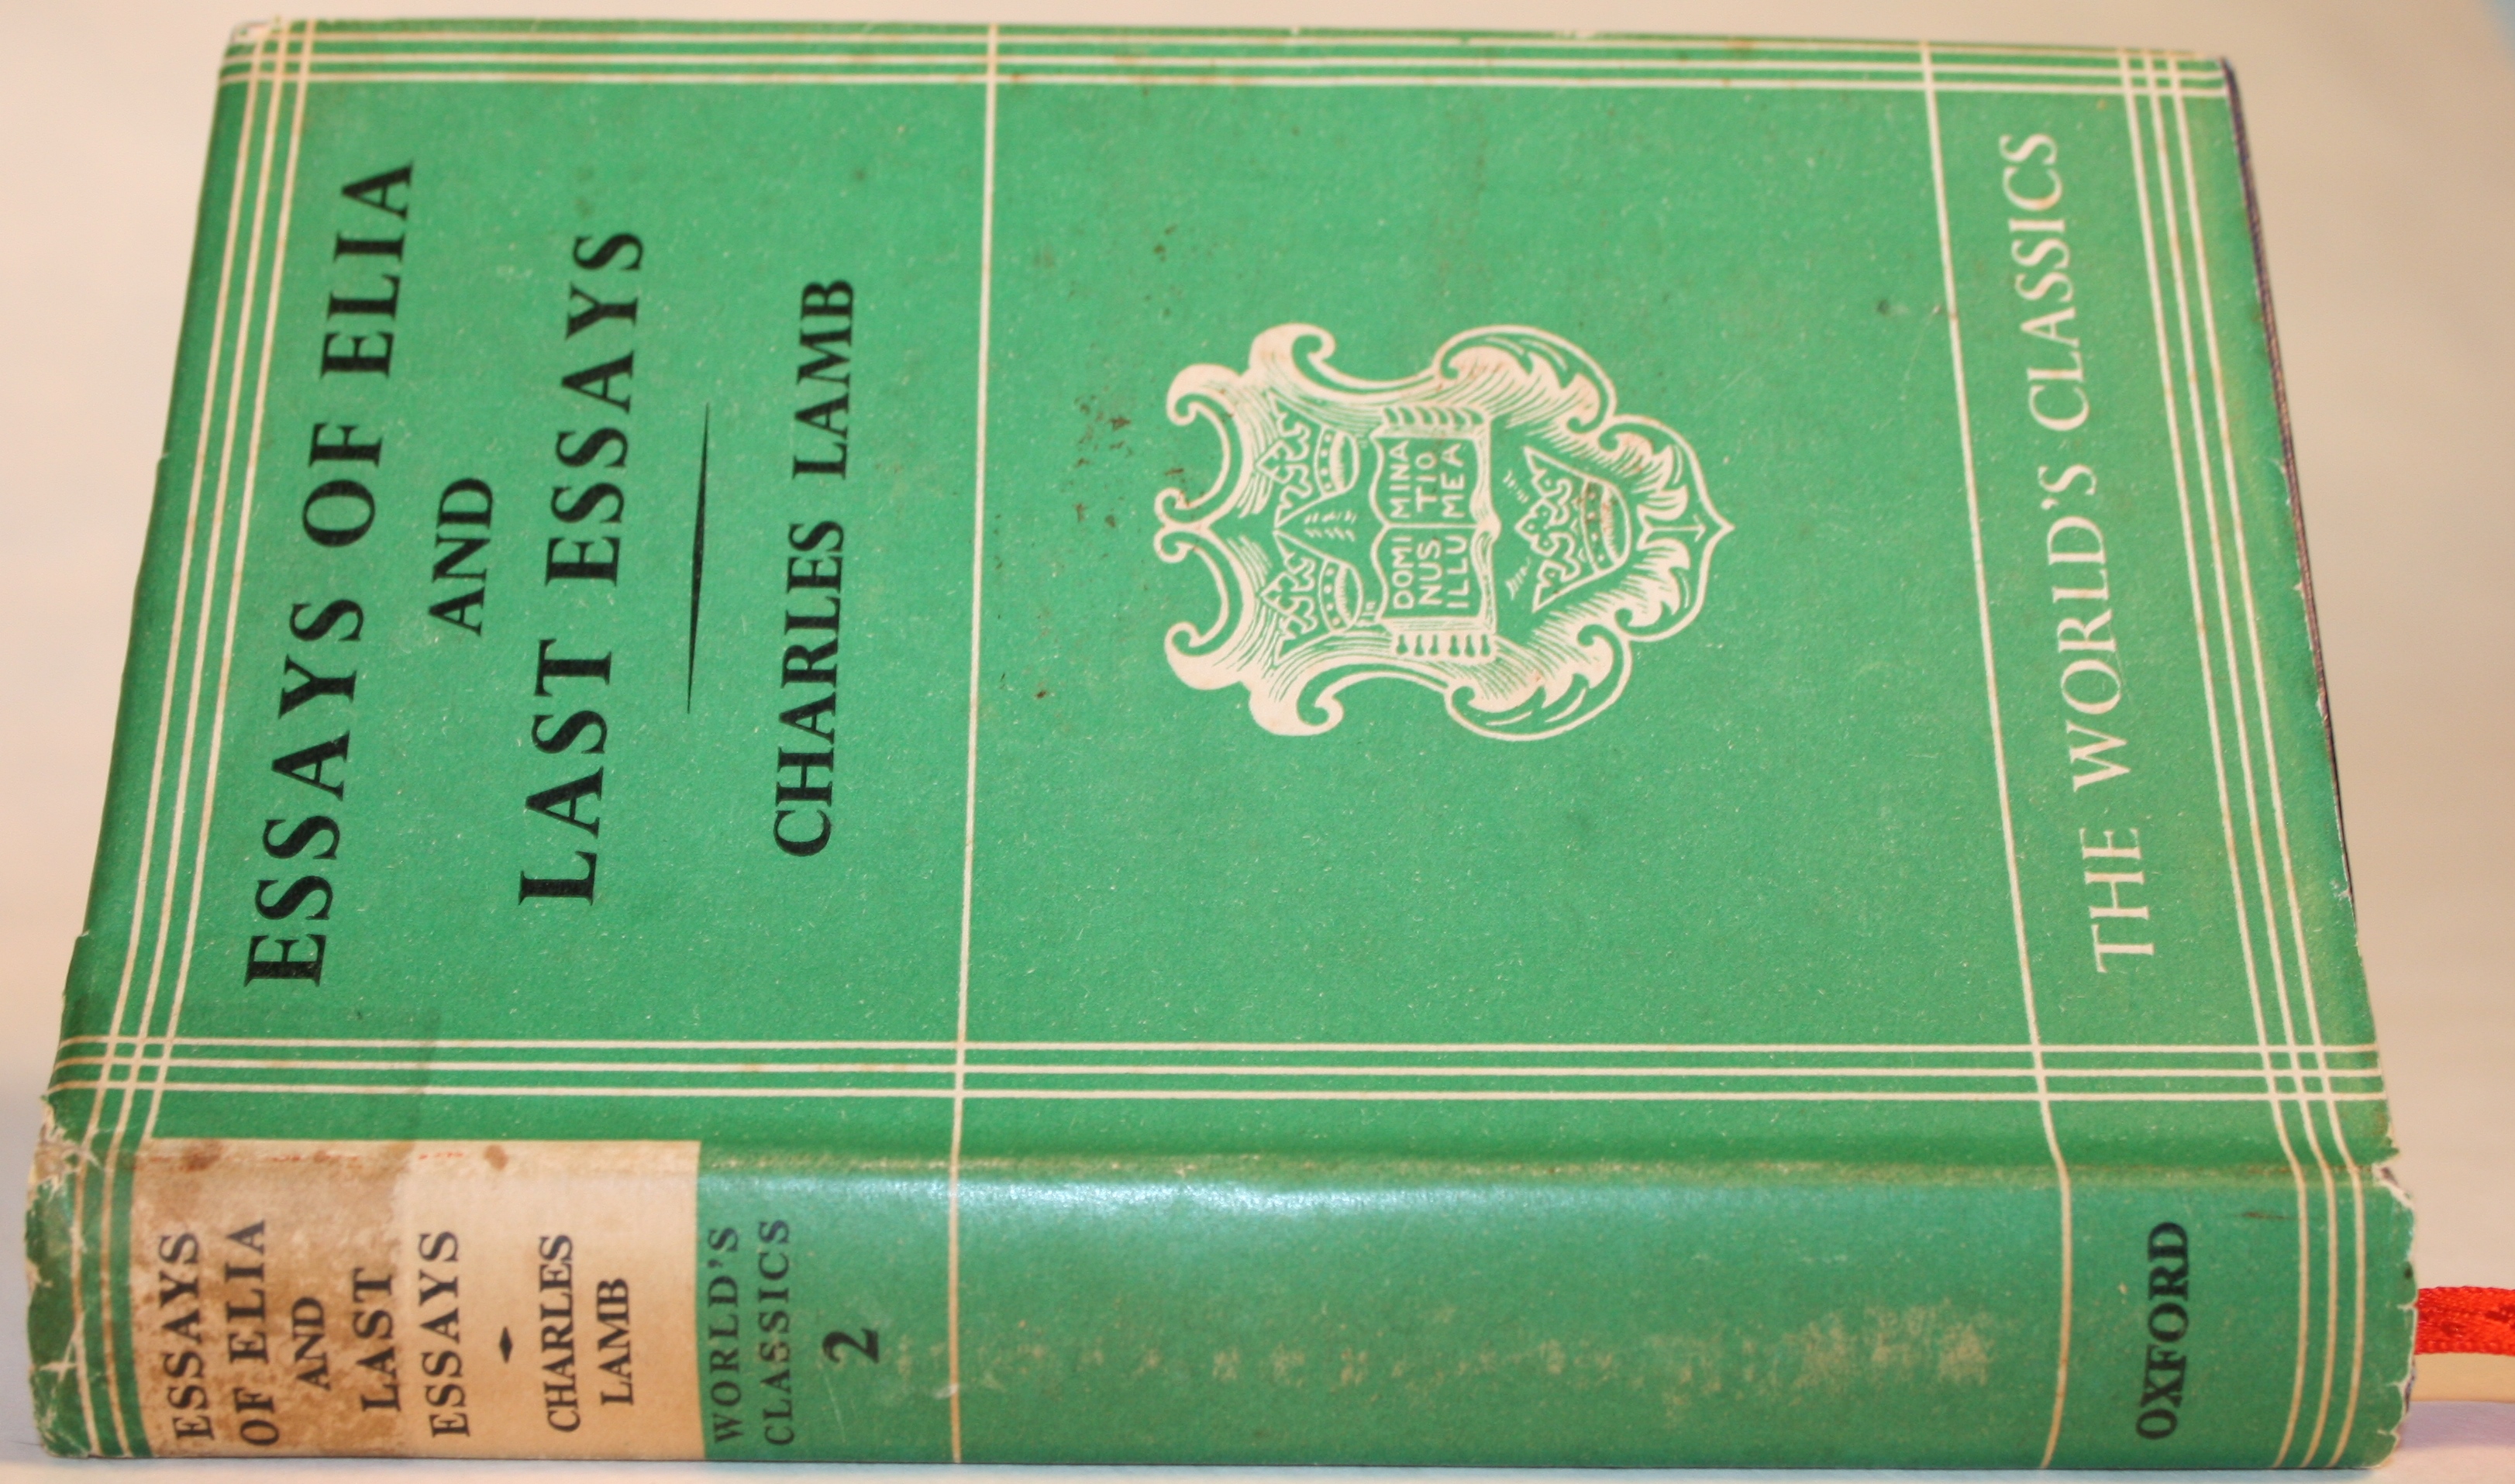 ESSAYS OF ELIA
AND
LAST ESSAYS
CHARLES LAMB
DOMI MINA
NUS TIO
ILLU MEA
THE WORLD'S CLASSICS
ESSAYS
OF ELIA
AND
LAST
ESSAYS
CHARLES
LAMB
WORLD'S
CLASSICS
2
OXFORD